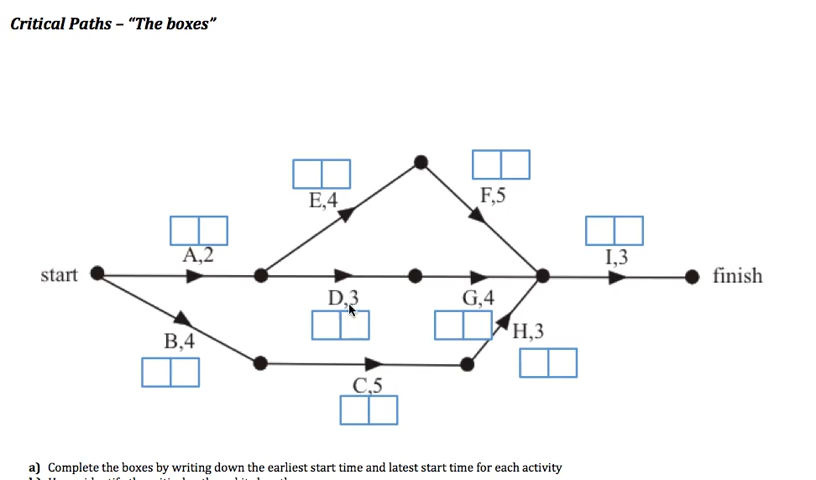 Critical Paths – “The boxes”
E,4
F,5
A,2
I,3
start
finish
D,3
G,4
H,3
B,4
C,5
a) Complete the boxes by writing down the earliest start time and latest start time for each activity